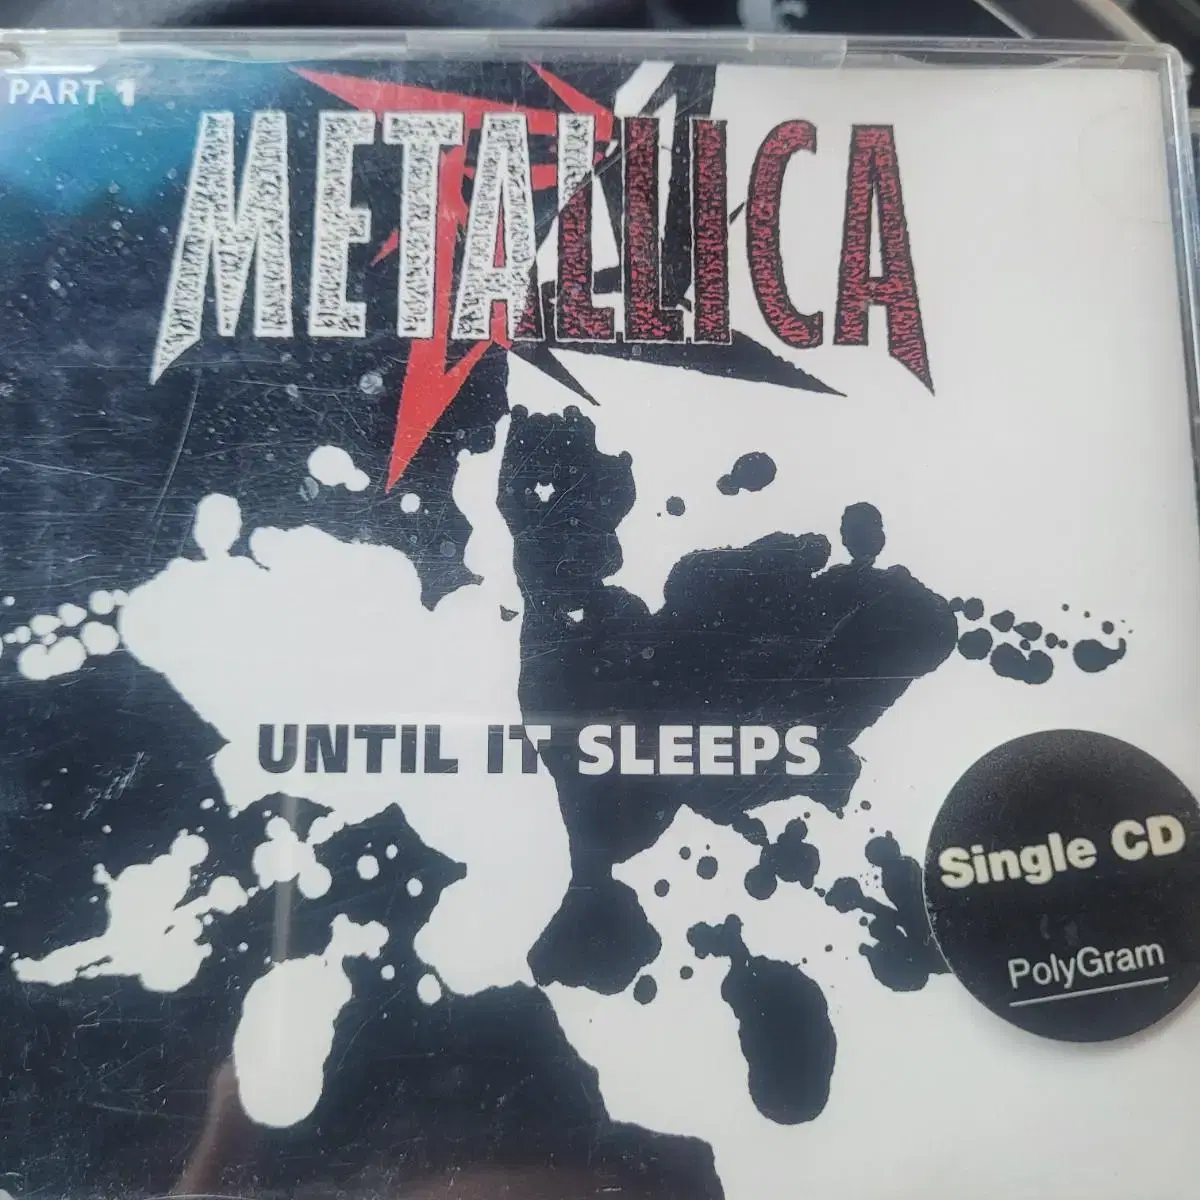 PART 1
METALLICA
UNTIL IT SLEEPS
Single CD
PolyGram